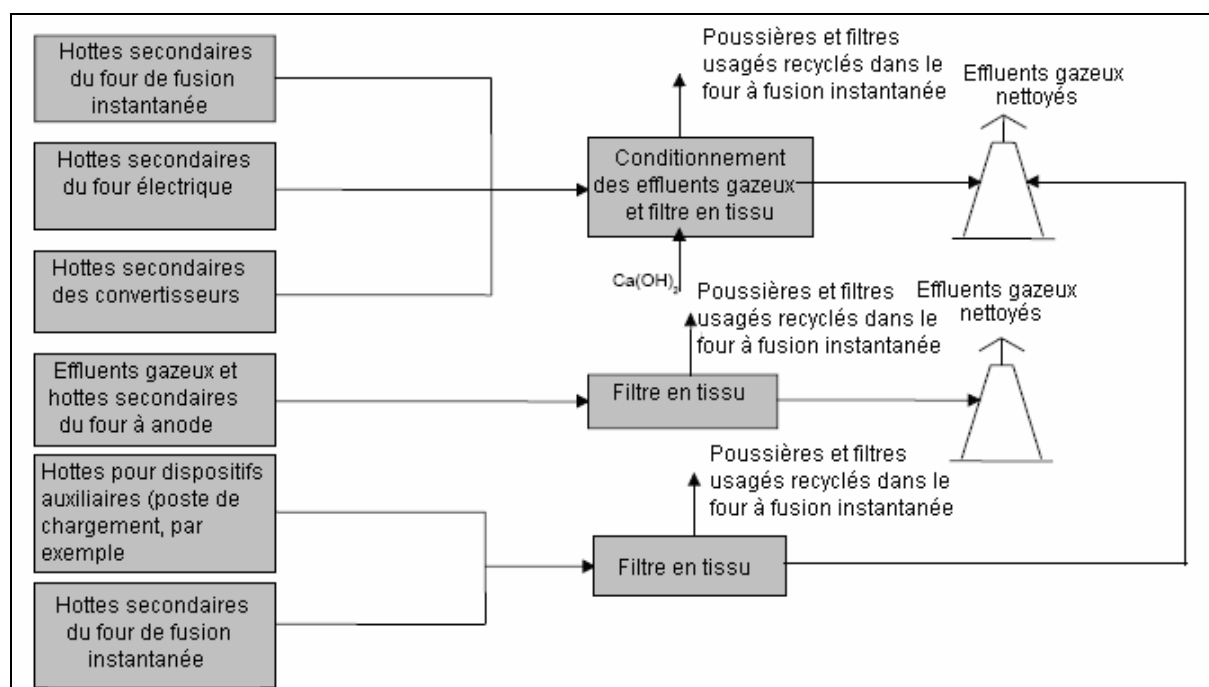 Hottes secondaires
du four de fusion
instantanée
Poussières et filtres
usagés recyclés dans le
four à fusion instantanée
Effluents gazeux
nettoyés
Hottes secondaires
du four électrique
Conditionnement
des effluents gazeux
et filtre en tissu
Hottes secondaires
des convertisseurs
Ca(OH)2
Poussières et filtres
usagés recyclés dans le
four à fusion instantanée
Effluents gazeux
nettoyés
Effluents gazeux et
hottes secondaires
du four à anode
Filtre en tissu
Hottes pour dispositifs
auxiliaires (poste de
chargement, par
exemple
Poussières et filtres
usagés recyclés dans le
four à fusion instantanée
Filtre en tissu
Hottes secondaires
du four de fusion
instantanée